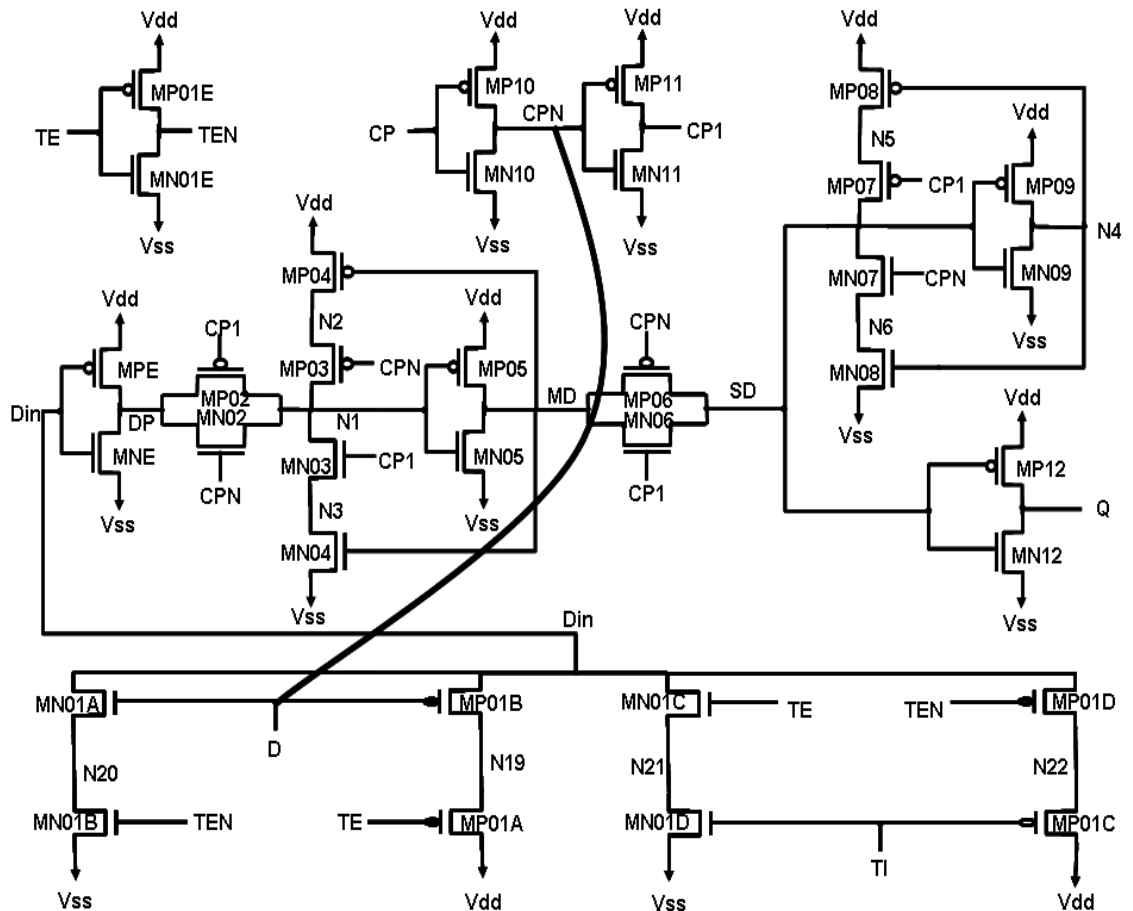 Vdd
Vdd
Vdd
Vdd
MP01E
MP10
MP11
MP08
TE
TEN
CP
CPN
CP1
N5
Vdd
MN01E
MN10
MN11
MP07
CP1
MP09
Vss
Vss
Vss
N4
Vdd
MP04
MN07
CPN
MN09
Vdd
CP1
N2
Vdd
CPN
N6
Vss
MPE
MP03
CPN
MP05
MN08
Din
DP
MP02
MN02
N1
MD
MP06
MN06
SD
Vss
Vdd
MNE
CPN
MN03
CP1
MN05
CP1
MP12
Vss
N3
Vss
Q
MN04
MN12
Vss
Din
Vss
MN01A
D
MP01B
MN01C
TE
TEN
MP01D
N20
N19
N21
N22
MN01B
TEN
TE
MP01A
MN01D
TI
MP01C
Vss
Vdd
Vss
Vdd